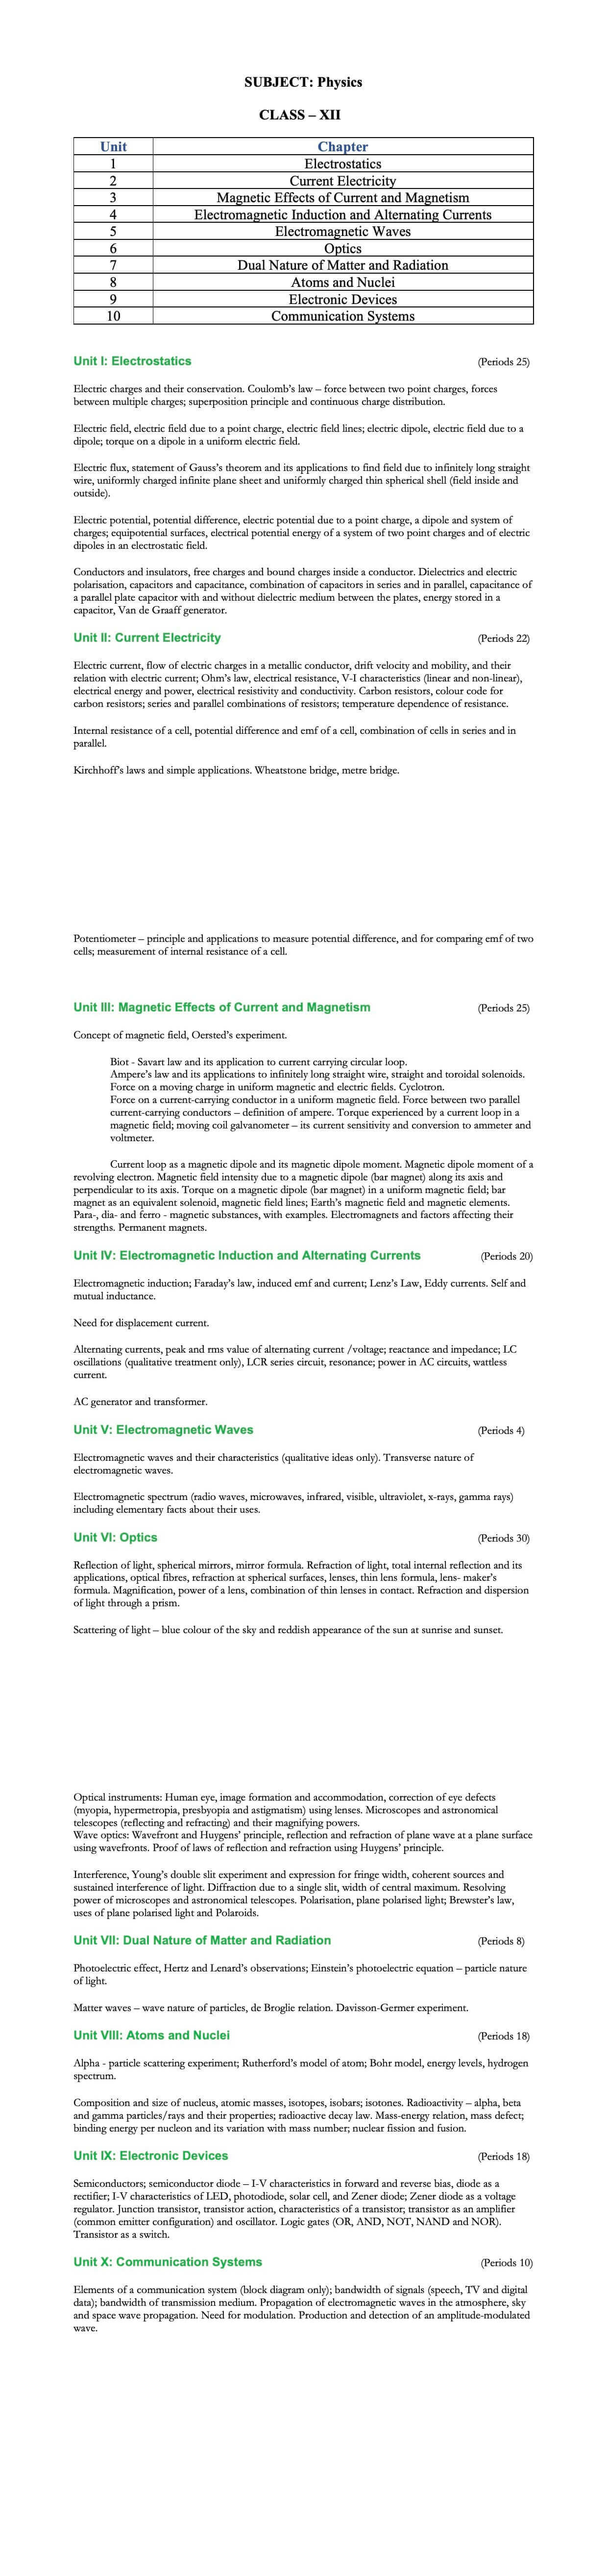 SUBJECT: Physics
CLASS – XII
Unit Chapter
1 Electrostatics
2 Current Electricity
3 Magnetic Effects of Current and Magnetism
4 Electromagnetic Induction and Alternating Currents
5 Electromagnetic Waves
6 Optics
7 Dual Nature of Matter and Radiation
8 Atoms and Nuclei
9 Electronic Devices
10 Communication Systems
Unit I: Electrostatics (Periods 25)
Electric charges and their conservation. Coulomb's law – force between two point charges, forces
between multiple charges; superposition principle and continuous charge distribution.
Electric field, electric field due to a point charge, electric field lines; electric dipole, electric field due to a
dipole; torque on a dipole in a uniform electric field.
Electric flux, statement of Gauss's theorem and its applications to find field due to infinitely long straight
wire, uniformly charged infinite plane sheet and uniformly charged thin spherical shell (field inside and
outside).
Electric potential, potential difference, electric potential due to a point charge, a dipole and system of
charges; equipotential surfaces, electrical potential energy of a system of two point charges and of electric
dipoles in an electrostatic field.
Conductors and insulators, free charges and bound charges inside a conductor. Dielectrics and electric
polarisation, capacitors and capacitance, combination of capacitors in series and in parallel, capacitance of
a parallel plate capacitor with and without dielectric medium between the plates, energy stored in a
capacitor, Van de Graaff generator.
Unit II: Current Electricity (Periods 22)
Electric current, flow of electric charges in a metallic conductor, drift velocity and mobility, and their
relation with electric current; Ohm's law, electrical resistance, V-I characteristics (linear and non-linear),
electrical energy and power, electrical resistivity and conductivity. Carbon resistors, colour code for
carbon resistors; series and parallel combinations of resistors; temperature dependence of resistance.
Internal resistance of a cell, potential difference and emf of a cell, combination of cells in series and in
parallel.
Kirchhoff's laws and simple applications. Wheatstone bridge, metre bridge.
Potentiometer – principle and applications to measure potential difference, and for comparing emf of two
cells; measurement of internal resistance of a cell.
Unit III: Magnetic Effects of Current and Magnetism (Periods 25)
Concept of magnetic field, Oersted's experiment.
Biot - Savart law and its application to current carrying circular loop.
Ampere's law and its applications to infinitely long straight wire, straight and toroidal solenoids.
Force on a moving charge in uniform magnetic and electric fields. Cyclotron.
Force on a current-carrying conductor in a uniform magnetic field. Force between two parallel
current-carrying conductors – definition of ampere. Torque experienced by a current loop in a
magnetic field; moving coil galvanometer – its current sensitivity and conversion to ammeter and
voltmeter.
Current loop as a magnetic dipole and its magnetic dipole moment. Magnetic dipole moment of a
revolving electron. Magnetic field intensity due to a magnetic dipole (bar magnet) along its axis and
perpendicular to its axis. Torque on a magnetic dipole (bar magnet) in a uniform magnetic field; bar
magnet as an equivalent solenoid, magnetic field lines; Earth's magnetic field and magnetic elements.
Para-, dia- and ferro - magnetic substances, with examples. Electromagnets and factors affecting their
strengths. Permanent magnets.
Unit IV: Electromagnetic Induction and Alternating Currents (Periods 20)
Electromagnetic induction; Faraday's law, induced emf and current; Lenz's Law, Eddy currents. Self and
mutual inductance.
Need for displacement current.
Alternating currents, peak and rms value of alternating current /voltage; reactance and impedance; LC
oscillations (qualitative treatment only), LCR series circuit, resonance; power in AC circuits, wattless
current.
AC generator and transformer.
Unit V: Electromagnetic Waves (Periods 4)
Electromagnetic waves and their characteristics (qualitative ideas only). Transverse nature of
electromagnetic waves.
Electromagnetic spectrum (radio waves, microwaves, infrared, visible, ultraviolet, x-rays, gamma rays)
including elementary facts about their uses.
Unit VI: Optics (Periods 30)
Reflection of light, spherical mirrors, mirror formula. Refraction of light, total internal reflection and its
applications, optical fibres, refraction at spherical surfaces, lenses, thin lens formula, lens- maker's
formula. Magnification, power of a lens, combination of thin lenses in contact. Refraction and dispersion
of light through a prism.
Scattering of light – blue colour of the sky and reddish appearance of the sun at sunrise and sunset.
Optical instruments: Human eye, image formation and accommodation, correction of eye defects
(myopia, hypermetropia, presbyopia and astigmatism) using lenses. Microscopes and astronomical
telescopes (reflecting and refracting) and their magnifying powers.
Wave optics: Wavefront and Huygens' principle, reflection and refraction of plane wave at a plane surface
using wavefronts. Proof of laws of reflection and refraction using Huygens' principle.
Interference, Young's double slit experiment and expression for fringe width, coherent sources and
sustained interference of light. Diffraction due to a single slit, width of central maximum. Resolving
power of microscopes and astronomical telescopes. Polarisation, plane polarised light; Brewster's law,
uses of plane polarised light and Polaroids.
Unit VII: Dual Nature of Matter and Radiation (Periods 8)
Photoelectric effect, Hertz and Lenard's observations; Einstein's photoelectric equation – particle nature
of light.
Matter waves – wave nature of particles, de Broglie relation. Davisson-Germer experiment.
Unit VIII: Atoms and Nuclei (Periods 18)
Alpha - particle scattering experiment; Rutherford's model of atom; Bohr model, energy levels, hydrogen
spectrum.
Composition and size of nucleus, atomic masses, isotopes, isobars; isotones. Radioactivity – alpha, beta
and gamma particles/rays and their properties; radioactive decay law. Mass-energy relation, mass defect;
binding energy per nucleon and its variation with mass number; nuclear fission and fusion.
Unit IX: Electronic Devices (Periods 18)
Semiconductors; semiconductor diode – I-V characteristics in forward and reverse bias, diode as a
rectifier; I-V characteristics of LED, photodiode, solar cell, and Zener diode; Zener diode as a voltage
regulator. Junction transistor, transistor action, characteristics of a transistor; transistor as an amplifier
(common emitter configuration) and oscillator. Logic gates (OR, AND, NOT, NAND and NOR).
Transistor as a switch.
Unit X: Communication Systems (Periods 10)
Elements of a communication system (block diagram only); bandwidth of signals (speech, TV and digital
data); bandwidth of transmission medium. Propagation of electromagnetic waves in the atmosphere, sky
and space wave propagation. Need for modulation. Production and detection of an amplitude-modulated
wave.